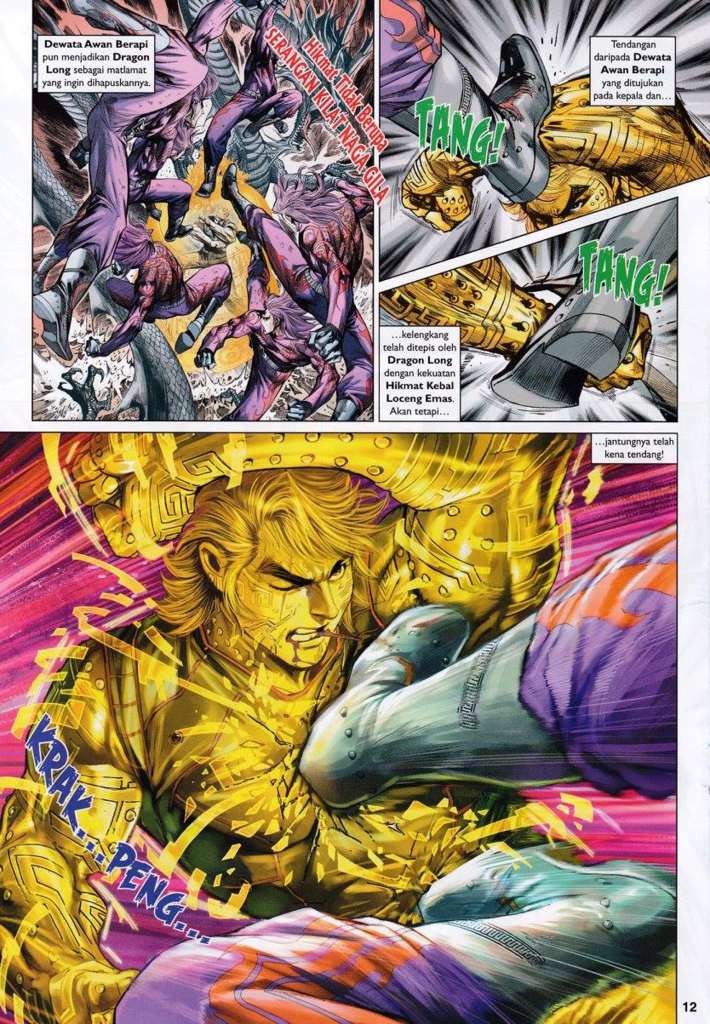 Dewata Awan Berapi
pun menjadikan Dragon
Long sebagai matlamat
yang ingin dihapuskannya.
Hikmat Tidak Berupa
SERANGAN KILAT NAGA GILA
Tendangan
daripada Dewata
Awan Berapi
yang ditujukan
pada kepala dan...
TANG!
TANG!
...kelengkang
telah ditepis oleh
Dragon Long
dengan kekuatan
Hikmat Kebal
Loceng Emas.
Akan tetapi...
...jantungnya telah
kena tendang!
KRAK...PENG...
12